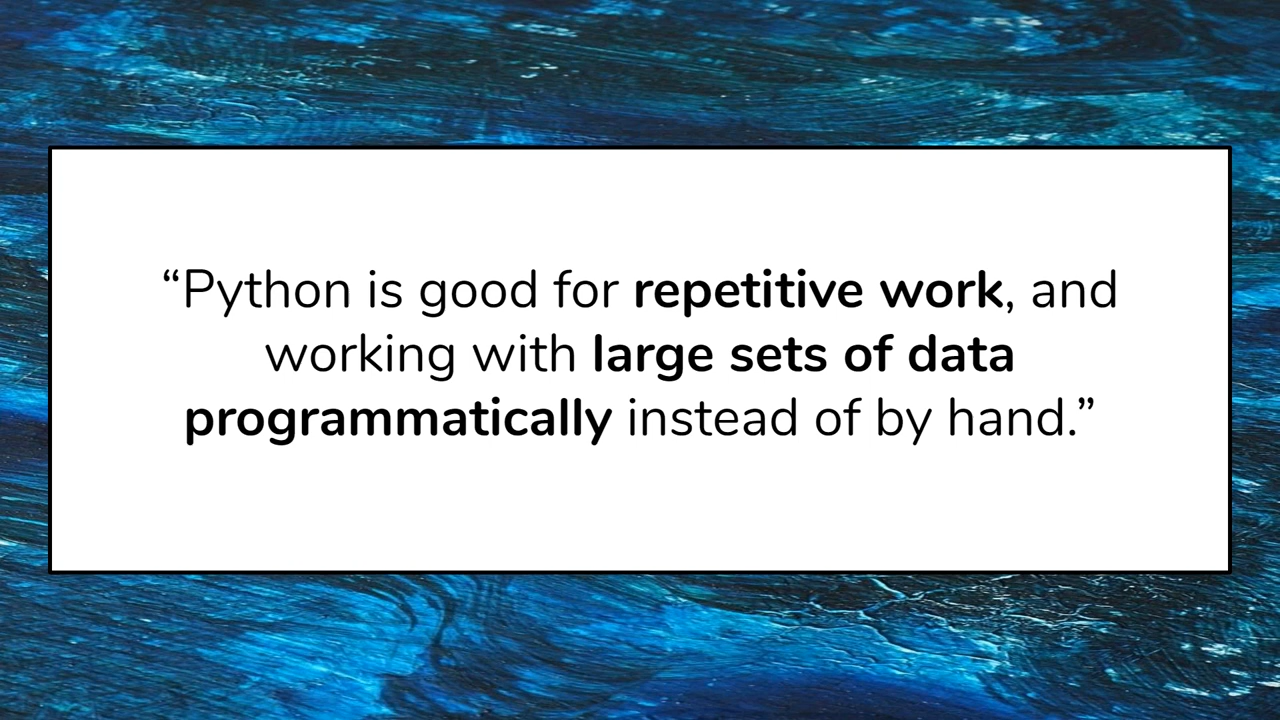 “Python is good for repetitive work, and
working with large sets of data
programmatically instead of by hand.”